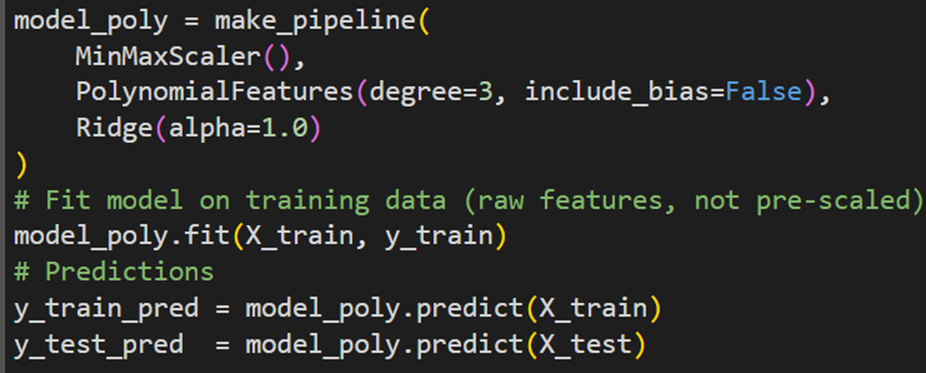 model_poly = make_pipeline(
    MinMaxScaler(),
    PolynomialFeatures(degree=3, include_bias=False),
    Ridge(alpha=1.0)
)
# Fit model on training data (raw features, not pre-scaled)
model_poly.fit(X_train, y_train)
# Predictions
y_train_pred = model_poly.predict(X_train)
y_test_pred  = model_poly.predict(X_test)